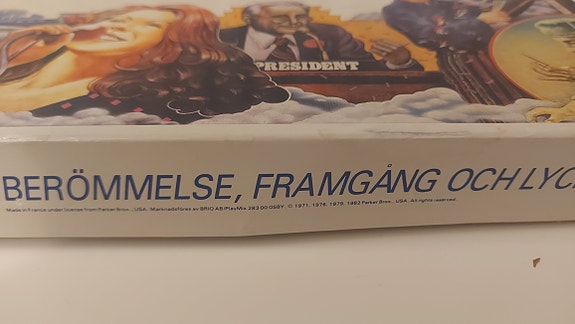 PRESIDENT
BERÖMMELSE, FRAMGÅNG OCH LYC
Made in France under license from Parker Bros., USA. Marknadsföres av BRIO AB/PlayMix 283 00 OSBY. © 1971, 1978, 1979, 1982 Parker Bros., USA. All rights reserved.